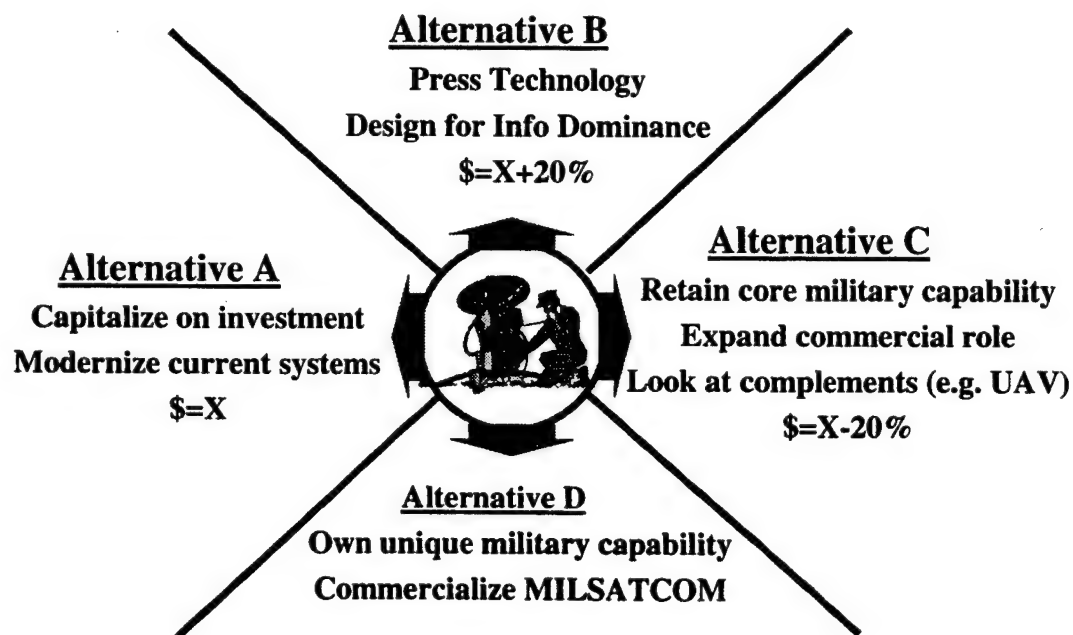 Alternative B
Press Technology
Design for Info Dominance
$=X+20%
Alternative A
Capitalize on investment
Modernize current systems
$=X
Alternative C
Retain core military capability
Expand commercial role
Look at complements (e.g. UAV)
$=X-20%
Alternative D
Own unique military capability
Commercialize MILSATCOM